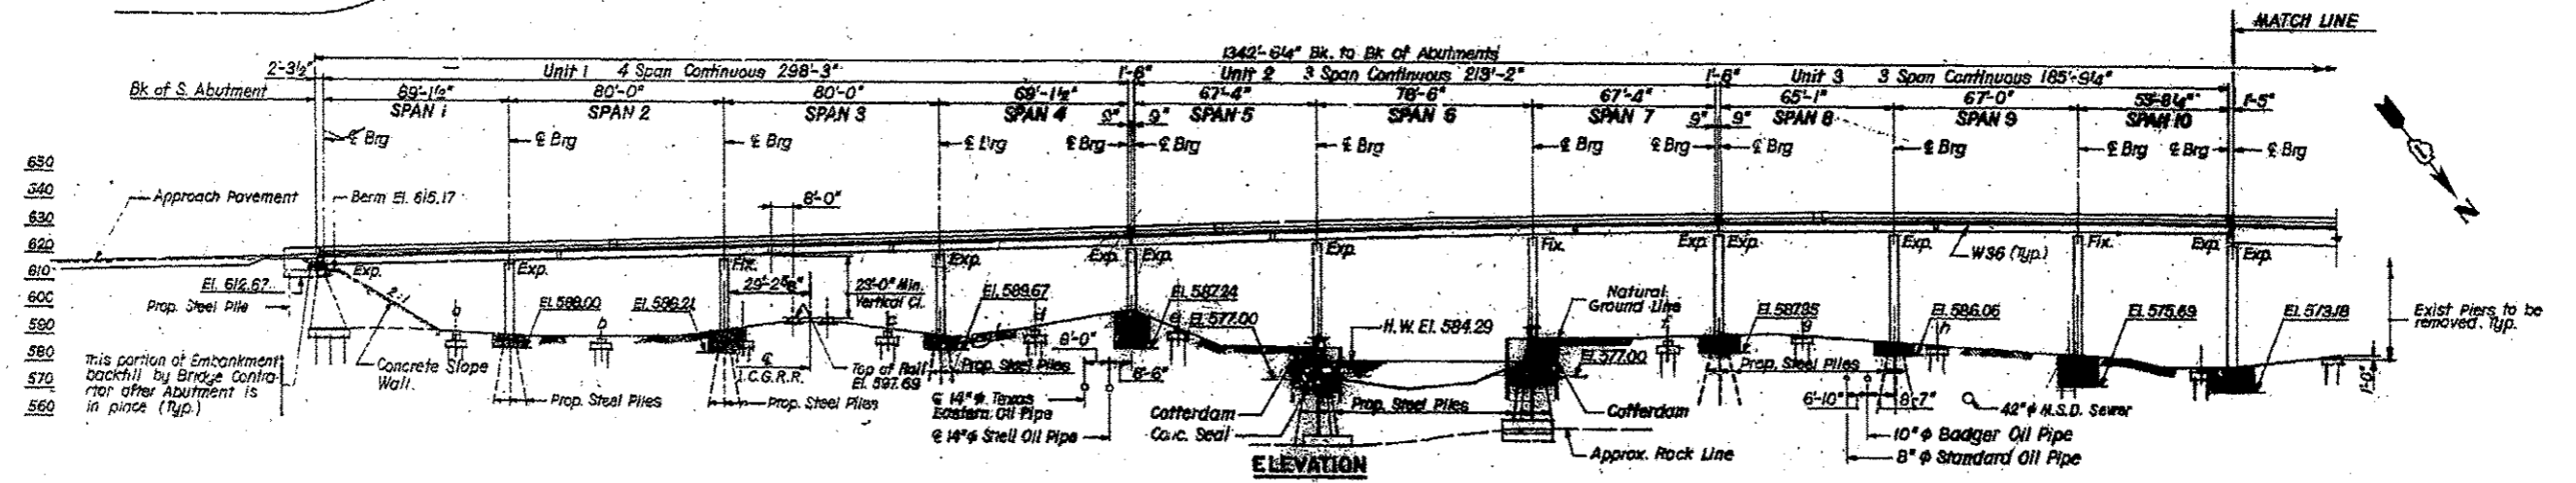 MATCH LINE
1342'-6¼" Bk. to Bk of Abutments
2'-3½" Unit 1 4 Span Continuous 298'-3" 1'-6" Unit 2 3 Span Continuous 213'-2" 1'-6" Unit 3 3 Span Continuous 185'-9¼"
Bk of S. Abutment 69'-1½" 80'-0" 80'-0" 69'-1½" 67'-4" 78'-6" 67'-4" 65'-1" 67'-0" 53'-8¼" 1'-5"
SPAN 1 SPAN 2 SPAN 3 SPAN 4 9" 9" SPAN 5 SPAN 6 SPAN 7 9" 9" SPAN 8 SPAN 9 SPAN 10
℄ Brg ℄ Brg ℄ Brg ℄ Brg ℄ Brg ℄ Brg ℄ Brg ℄ Brg ℄ Brg ℄ Brg ℄ Brg ℄ Brg ℄ Brg ℄ Brg
N
650
640
630
620
610
600
590
580
570
560
Approach Pavement
Berm El. 615.17
8'-0"
Exp. Exp. Fix. Exp. Exp. Exp. Exp. Fix. Exp. Exp. Exp. Fix. Exp. Exp.
W36 (Typ.)
El. 612.67
Prop. Steel Pile
2:1
29'-2⅝"
23'-0" Min.
Vertical Cl.
El. 588.00
El. 586.21
El. 589.67
El. 587.24
El. 577.00
H.W. El. 584.29
Natural
Ground Line
El. 577.00
El. 587.35
El. 586.06
El. 575.69
El. 573.18
Exist Piers to be
removed. Typ.
a b d e f g h
This portion of Embankment
backfill by Bridge Contra-
ctor after Abutment is
in place (Typ.)
Concrete Slope
Wall.
Prop. Steel Piles
℄
I.C.G.R.R.
Prop. Steel Piles
Top of Rail
El. 597.69
8'-0"
Prop. Steel Piles
6'-6"
℄ 14" ϕ Texas
Eastern Oil Pipe
℄ 14" ϕ Shell Oil Pipe
Cofferdam
Conc. Seal
Prop. Steel Piles
Cofferdam
Approx. Rock Line
Prop. Steel Piles
6'-10" 8'-7"
42" ϕ M.S.D. Sewer
10" ϕ Badger Oil Pipe
8" ϕ Standard Oil Pipe
1'-0"
ELEVATION